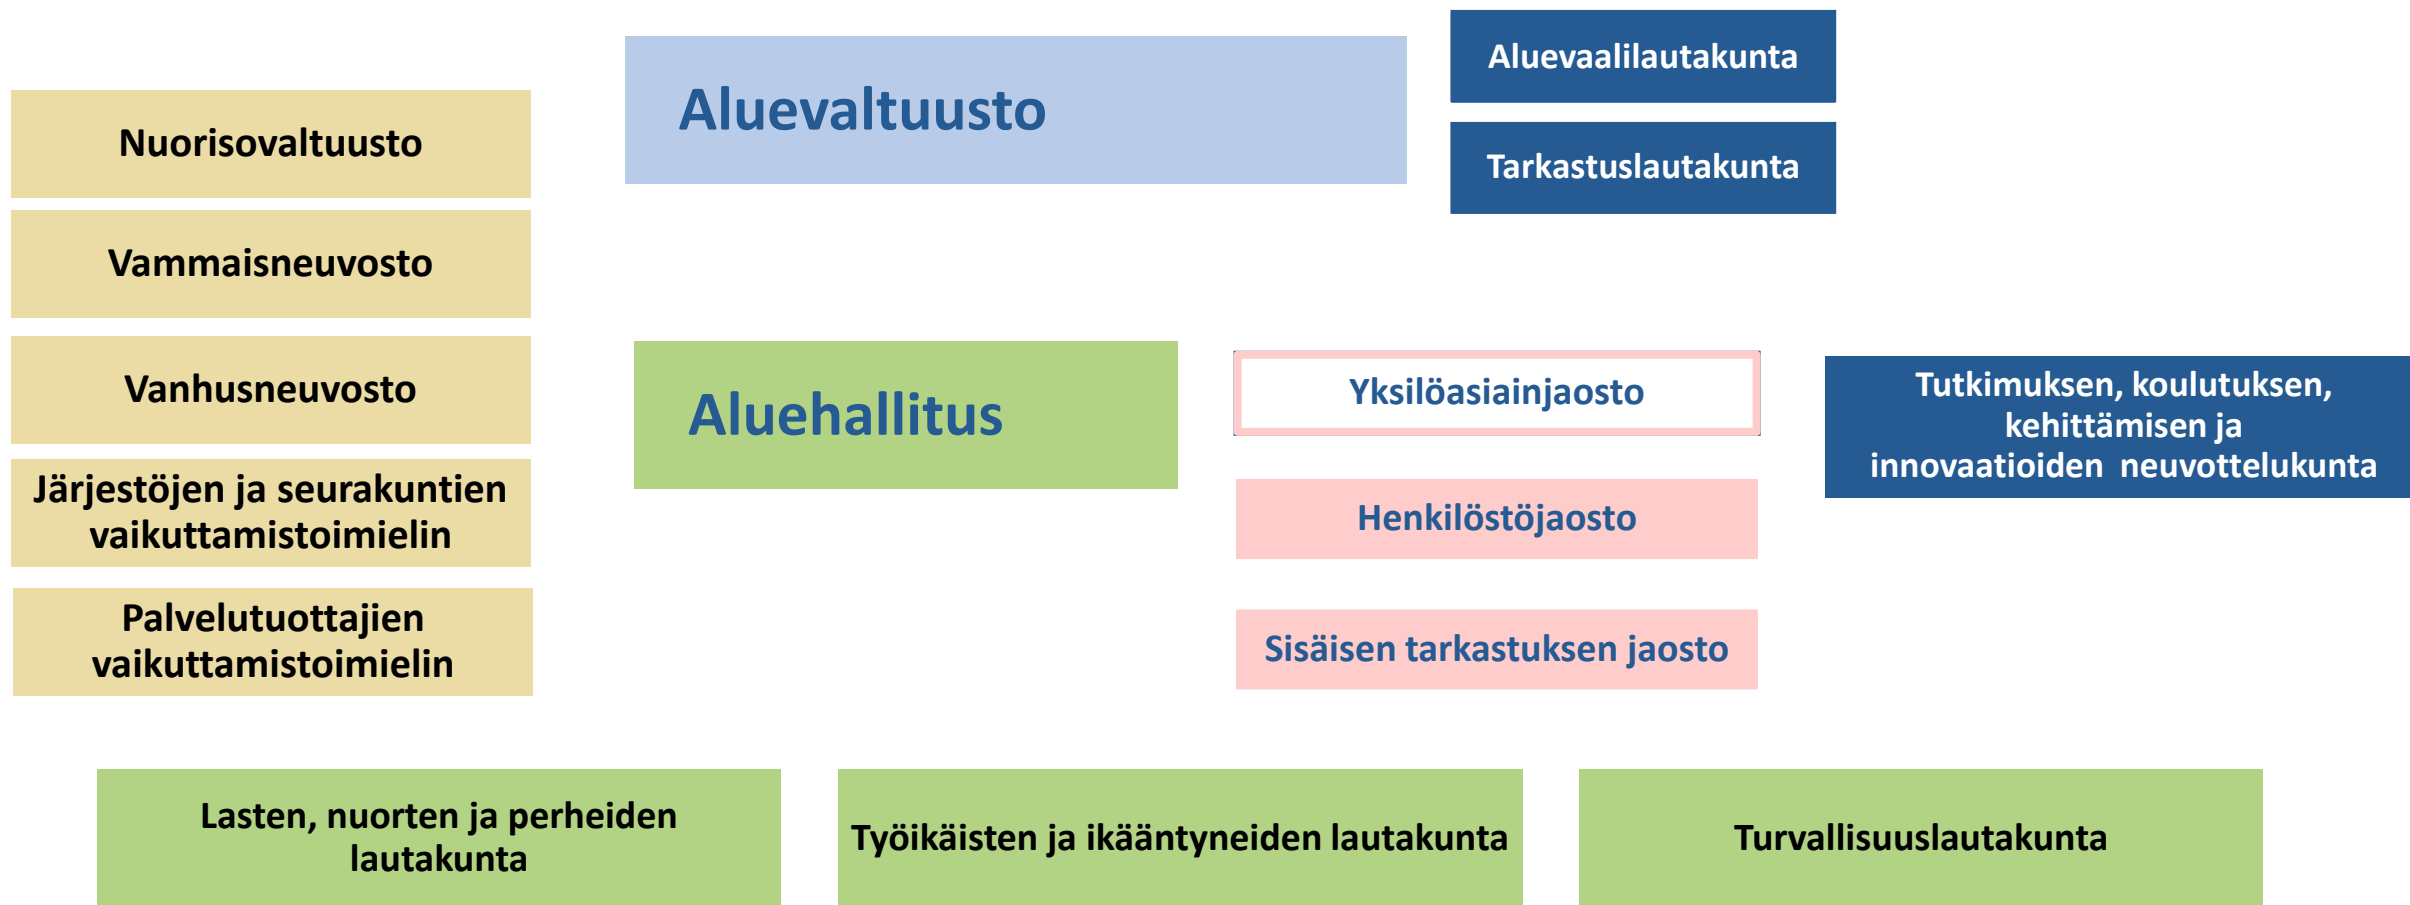 Aluevaltuusto
Aluevaalilautakunta
Tarkastuslautakunta
Nuorisovaltuusto
Vammaisneuvosto
Vanhusneuvosto
Järjestöjen ja seurakuntien
vaikuttamistoimielin
Palvelutuottajien
vaikuttamistoimielin
Aluehallitus
Yksilöasiainjaosto
Henkilöstöjaosto
Sisäisen tarkastuksen jaosto
Tutkimuksen, koulutuksen,
kehittämisen ja
innovaatioiden neuvottelukunta
Lasten, nuorten ja perheiden
lautakunta
Työikäisten ja ikääntyneiden lautakunta
Turvallisuuslautakunta